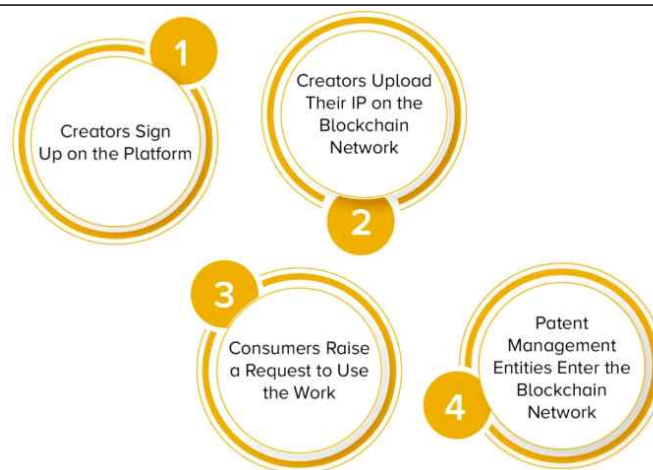 1
Creators Sign
Up on the Platform
Creators Upload
Their IP on the
Blockchain
Network
2
3
Consumers Raise
a Request to Use
the Work
Patent
Management
Entities Enter the
Blockchain
Network
4